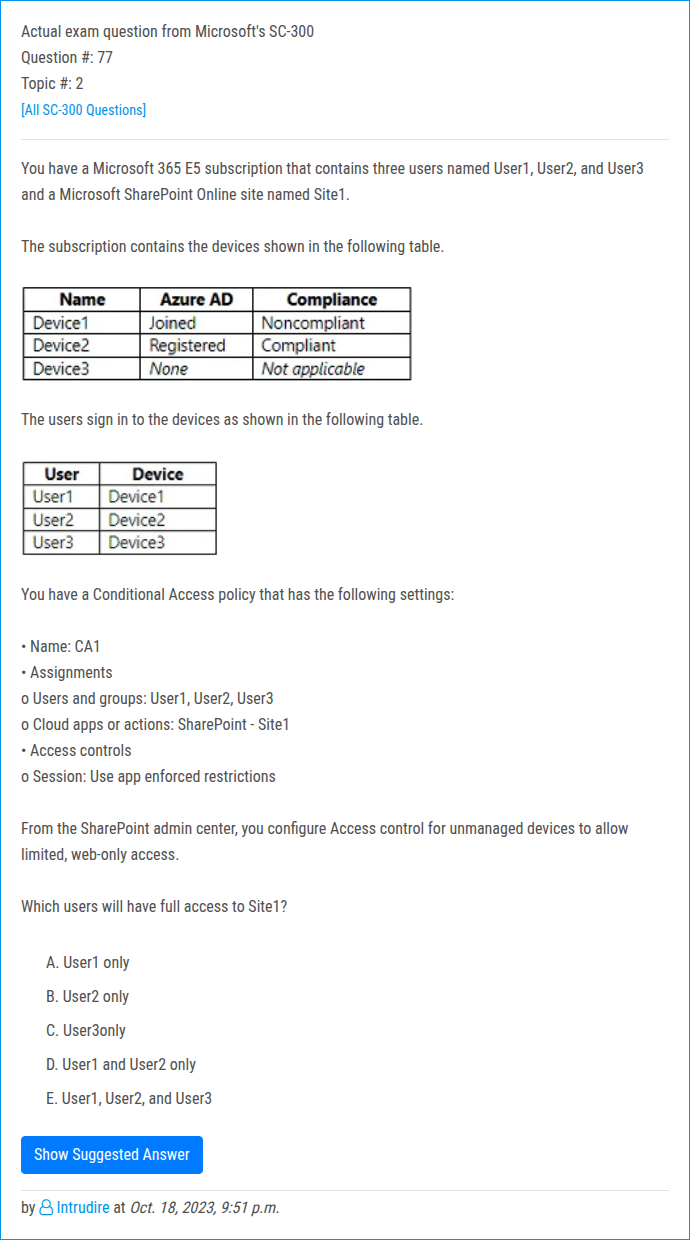 Actual exam question from Microsoft's SC-300
Question #: 77
Topic #: 2
[All SC-300 Questions]
You have a Microsoft 365 E5 subscription that contains three users named User1, User2, and User3
and a Microsoft SharePoint Online site named Site1.
The subscription contains the devices shown in the following table.
Name Azure AD Compliance
Device1 Joined Noncompliant
Device2 Registered Compliant
Device3 None Not applicable
The users sign in to the devices as shown in the following table.
User Device
User1 Device1
User2 Device2
User3 Device3
You have a Conditional Access policy that has the following settings:
• Name: CA1
• Assignments
o Users and groups: User1, User2, User3
o Cloud apps or actions: SharePoint - Site1
• Access controls
o Session: Use app enforced restrictions
From the SharePoint admin center, you configure Access control for unmanaged devices to allow
limited, web-only access.
Which users will have full access to Site1?
A. User1 only
B. User2 only
C. User3only
D. User1 and User2 only
E. User1, User2, and User3
Show Suggested Answer
by Intrudire at Oct. 18, 2023, 9:51 p.m.